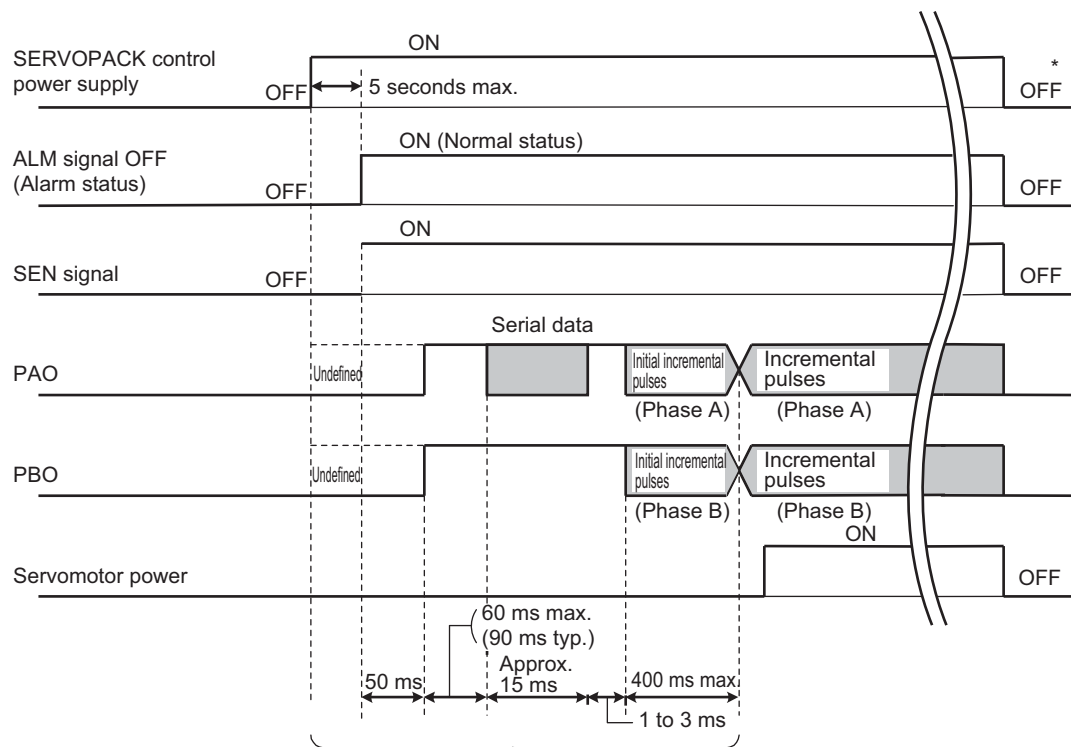 ON
SERVOPACK control
power supply
OFF
5 seconds max.
*
OFF
ON (Normal status)
ALM signal OFF
(Alarm status)
OFF
OFF
ON
SEN signal
OFF
OFF
Serial data
PAO
Undefined
Initial incremental
pulses
Incremental
pulses
(Phase A)
(Phase A)
PBO
Undefined
Initial incremental
pulses
Incremental
pulses
(Phase B)
(Phase B)
ON
Servomotor power
OFF
60 ms max.
(90 ms typ.)
Approx.
50 ms
15 ms
400 ms max.
1 to 3 ms